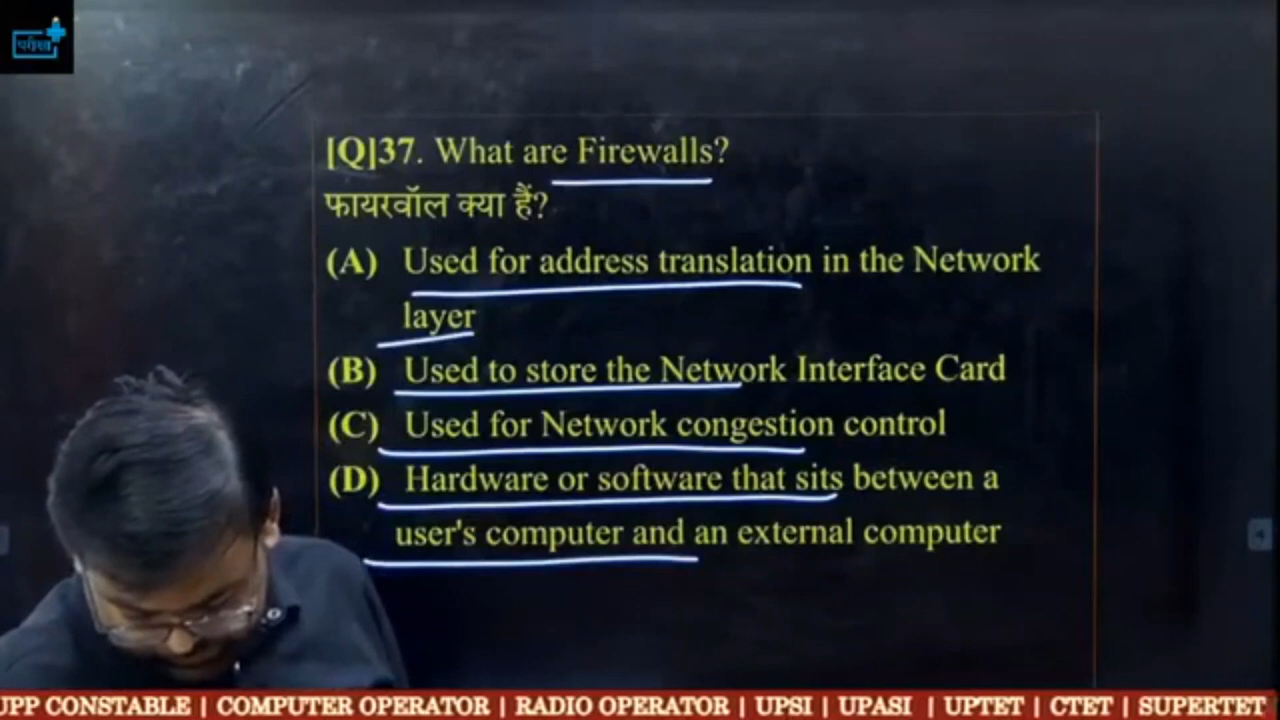 परीक्षा
[Q]37. What are Firewalls?
फायरवॉल क्या हैं?
(A) Used for address translation in the Network
layer
(B) Used to store the Network Interface Card
(C) Used for Network congestion control
(D) Hardware or software that sits between a
user's computer and an external computer
UPP CONSTABLE | COMPUTER OPERATOR | RADIO OPERATOR | UPSI | UPASI | UPTET | CTET | SUPERTET